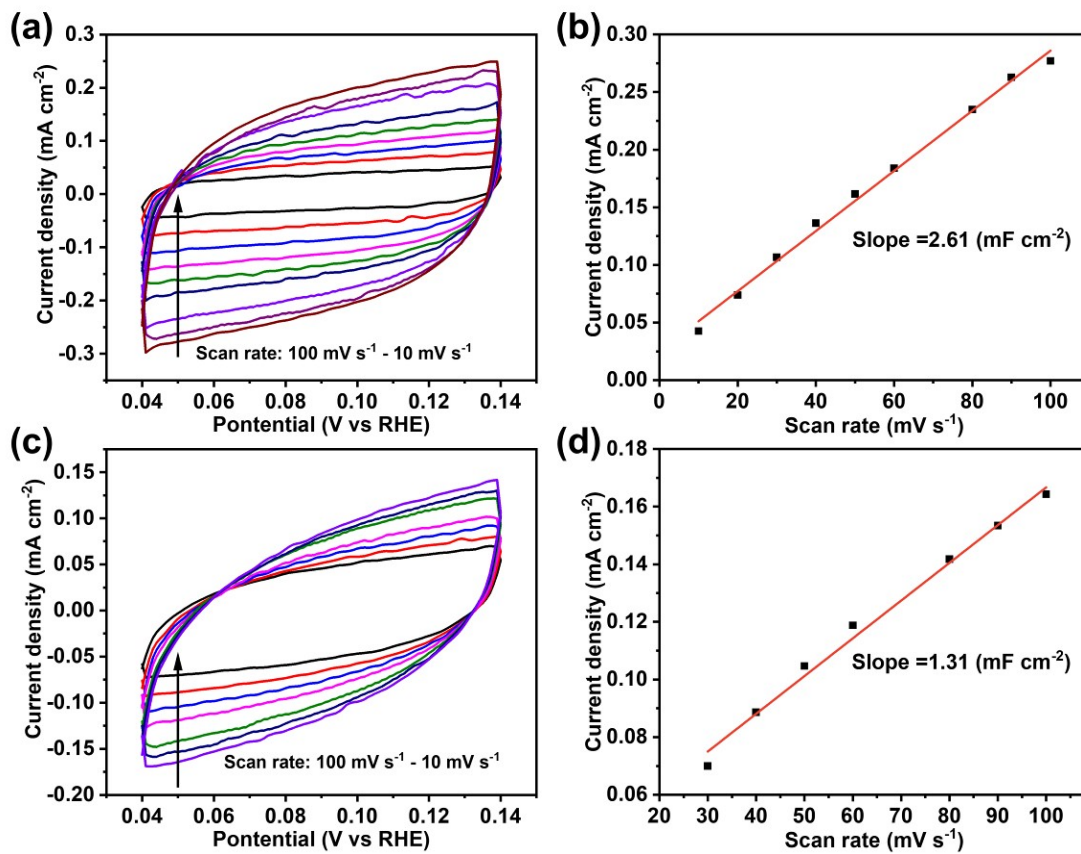 (a)
0.3
0.2
0.1
0.0
-0.1
-0.2
-0.3
Current density (mA cm⁻²)
Scan rate: 100 mV s⁻¹ - 10 mV s⁻¹
0.04 0.06 0.08 0.10 0.12 0.14
Pontential (V vs RHE)
(b)
0.30
0.25
0.20
0.15
0.10
0.05
0.00
Current density (mA cm⁻²)
Slope =2.61 (mF cm⁻²)
20 40 60 80 100
Scan rate (mV s⁻¹)
(c)
0.15
0.10
0.05
0.00
-0.05
-0.10
-0.15
-0.20
Current density (mA cm⁻²)
Scan rate: 100 mV s⁻¹ - 10 mV s⁻¹
0.04 0.06 0.08 0.10 0.12 0.14
Pontential (V vs RHE)
(d)
0.18
0.16
0.14
0.12
0.10
0.08
0.06
Current density (mA cm⁻²)
Slope =1.31 (mF cm⁻²)
20 30 40 50 60 70 80 90 100
Scan rate (mV s⁻¹)